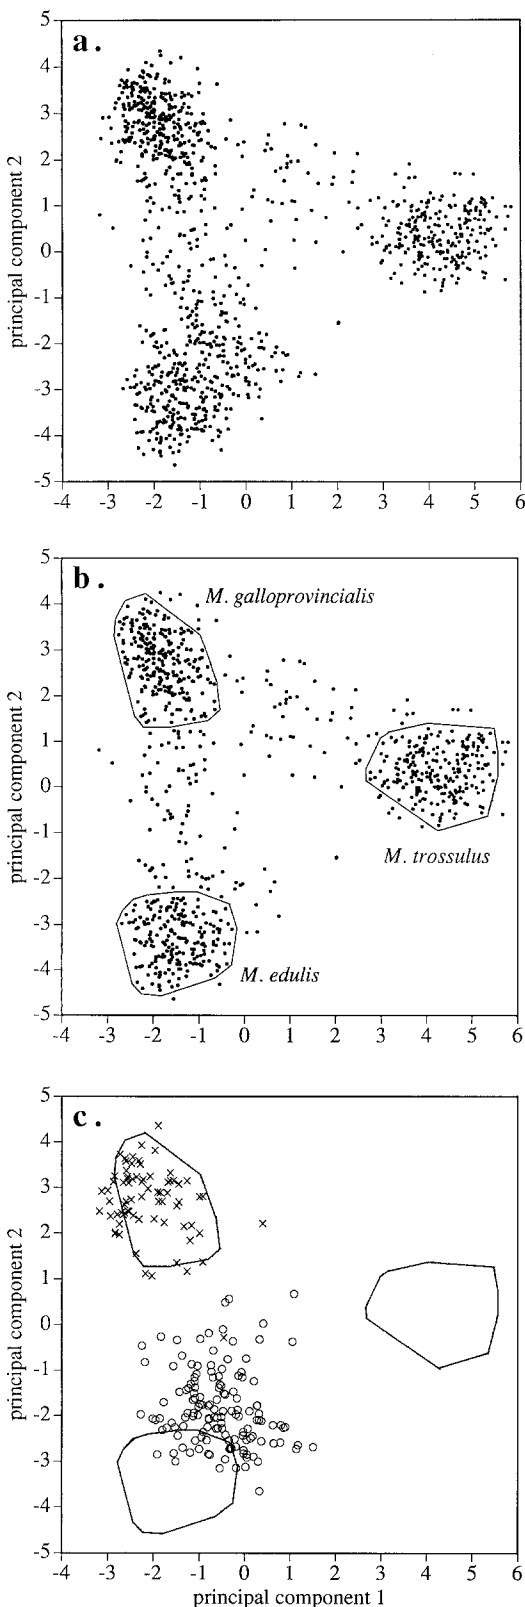 a.
principal component 2
5
4
3
2
1
0
-1
-2
-3
-4
-5
-4 -3 -2 -1 0 1 2 3 4 5 6
b.
M. galloprovincialis
M. trossulus
M. edulis
principal component 2
5
4
3
2
1
0
-1
-2
-3
-4
-5
-4 -3 -2 -1 0 1 2 3 4 5 6
c.
principal component 2
5
4
3
2
1
0
-1
-2
-3
-4
-5
-4 -3 -2 -1 0 1 2 3 4 5 6
principal component 1